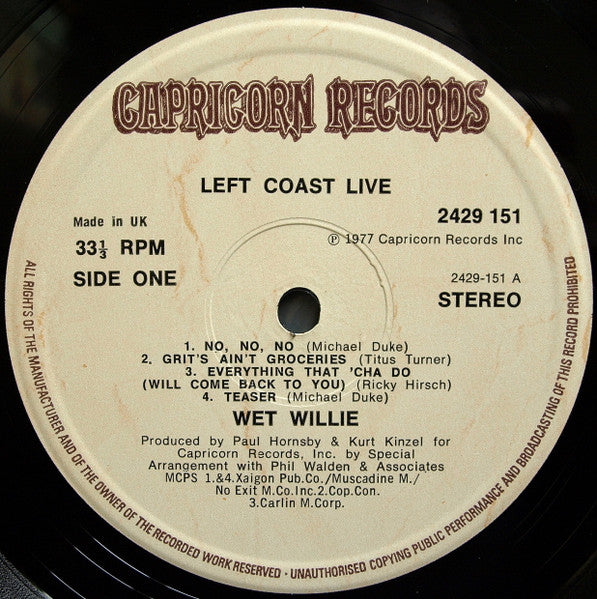 CAPRICORN RECORDS
LEFT COAST LIVE
Made in UK
33⅓ RPM
SIDE ONE
2429 151
℗ 1977 Capricorn Records Inc
2429-151 A
STEREO
1. NO, NO, NO (Michael Duke)
2. GRIT'S AIN'T GROCERIES (Titus Turner)
3. EVERYTHING THAT 'CHA DO
(WILL COME BACK TO YOU) (Ricky Hirsch)
4. TEASER (Michael Duke)
WET WILLIE
Produced by Paul Hornsby & Kurt Kinzel for
Capricorn Records, Inc. by Special
Arrangement with Phil Walden & Associates
MCPS 1.&4.Xaigon Pub.Co./Muscadine M./
No Exit M.Co.Inc.2.Cop.Con.
3.Carlin M.Corp.
ALL RIGHTS OF THE MANUFACTURER AND OF THE OWNER OF THE RECORDED WORK RESERVED · UNAUTHORISED COPYING PUBLIC PERFORMANCE AND BROADCASTING OF THIS RECORD PROHIBITED